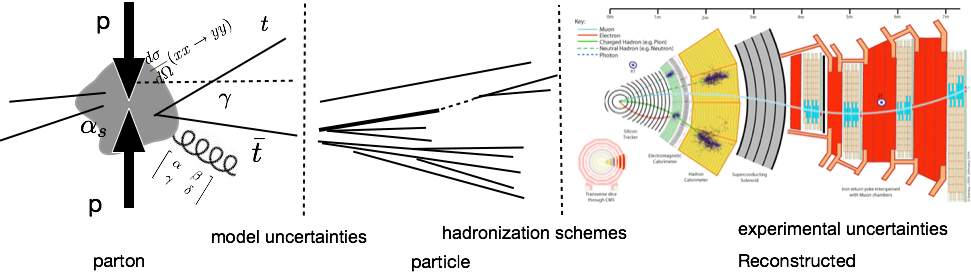 p
dσ/dΩ (xx → yy)
t
γ
α_s
t̄
[α β
γ δ]
p
0m 1m 2m 3m 4m 5m 6m 7m
Key:
Muon
Electron
Charged Hadron (e.g. Pion)
Neutral Hadron (e.g. Neutron)
Photon
4T
Silicon
Tracker
Electromagnetic
Calorimeter
Hadron
Calorimeter
Superconducting
Solenoid
Iron return yoke interspersed
with Muon chambers
Transverse slice
through CMS
model uncertainties
hadronization schemes
experimental uncertainties
parton
particle
Reconstructed